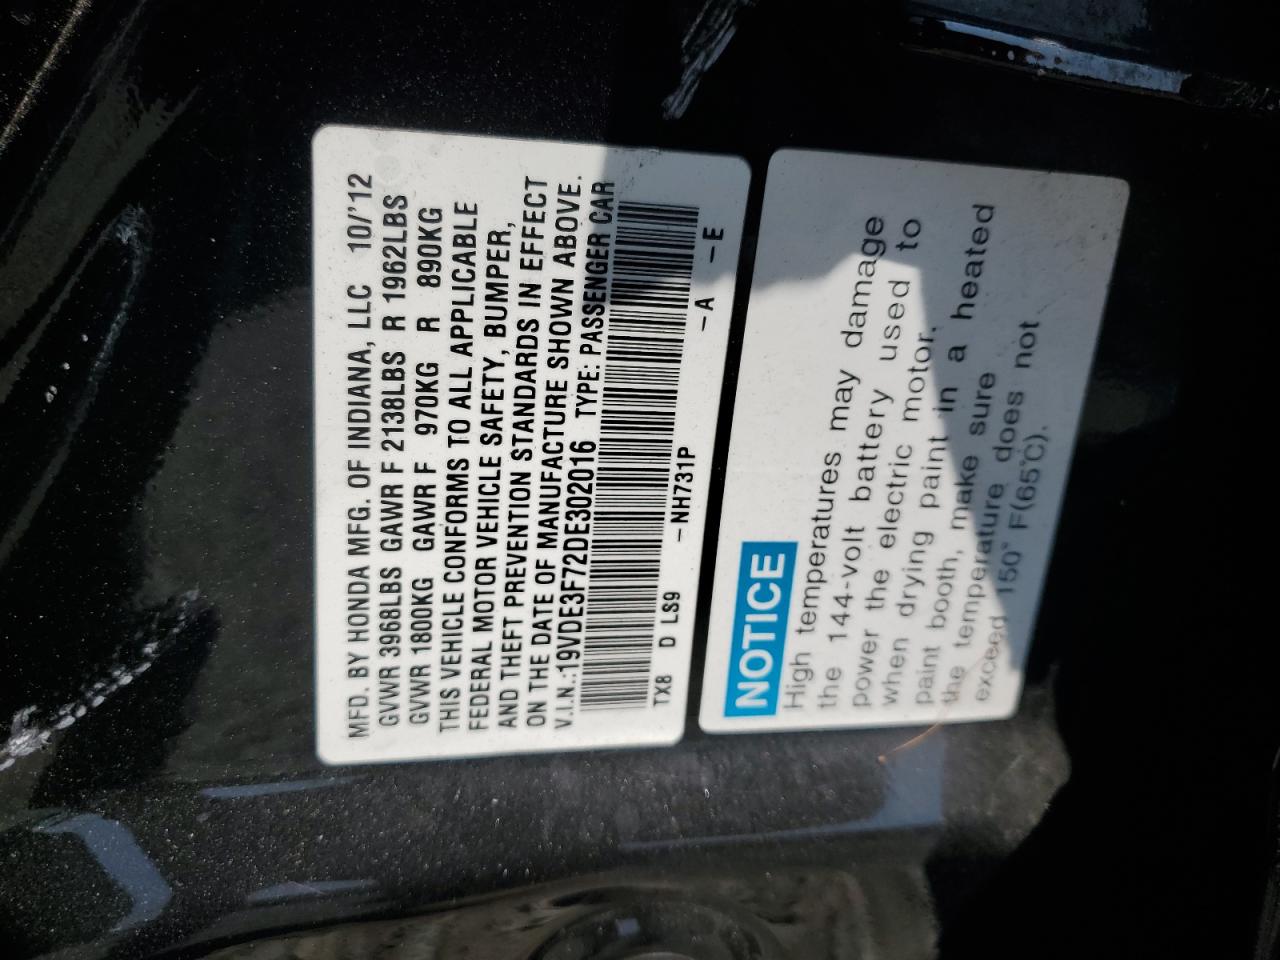 MFD. BY HONDA MFG. OF INDIANA, LLC 10/'12
GVWR 3968LBS GAWR F 2138LBS R 1962LBS
GVWR 1800KG GAWR F 970KG R 890KG
THIS VEHICLE CONFORMS TO ALL APPLICABLE
FEDERAL MOTOR VEHICLE SAFETY, BUMPER,
AND THEFT PREVENTION STANDARDS IN EFFECT
ON THE DATE OF MANUFACTURE SHOWN ABOVE.
V.I.N.:19VDE3F72DE302016 TYPE: PASSENGER CAR
TX8 D LS9 -NH731P -A -E
NOTICE
High temperatures may damage
the 144-volt battery used to
power the electric motor.
when drying paint in a heated
paint booth, make sure
the temperature does not
exceed 150° F(65°C).